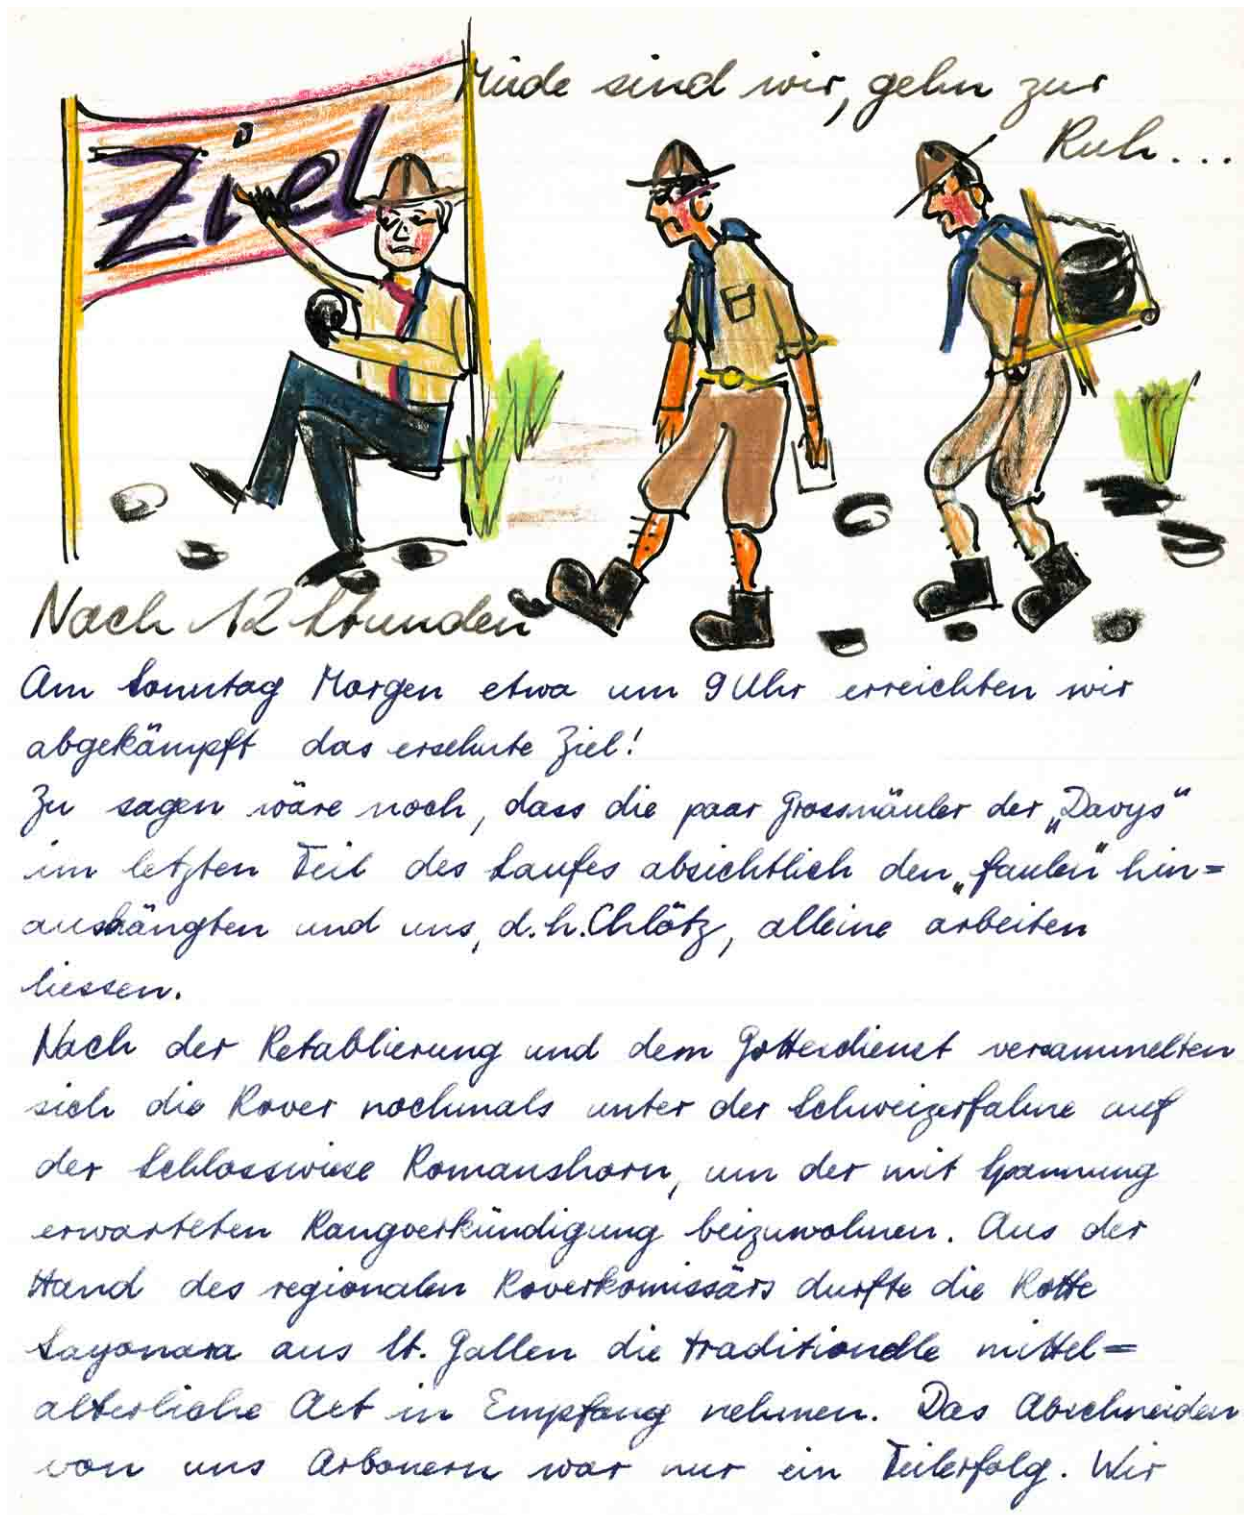 Müde sind wir, gehn zur
Ruh...
Ziel
Nach 12 Stunden
Am Sonntag Morgen etwa um 9 Uhr erreichten wir
abgekämpft das ersehnte Ziel!
Zu sagen wäre noch, dass die paar Grossmäuler der „Davys“
im letzten Teil des Laufes absichtlich den „faulen“ hin=
aushängten und uns, d.h. Chlötz, alleine arbeiten
liessen.
Nach der Retablierung und dem Gottesdienst versammelten
sich die Rover nochmals unter der Schweizerfahne auf
der Schlosswiese Romanshorn, um der mit Spannung
erwarteten Rangverkündigung beizuwohnen. Aus der
Hand des regionalen Roverkomissärs durfte die Rotte
Sayonara aus St. Gallen die traditionelle mittel=
alterliche Axt in Empfang nehmen. Das Abschneiden
von uns Arbonern war nur ein Teilerfolg. Wir